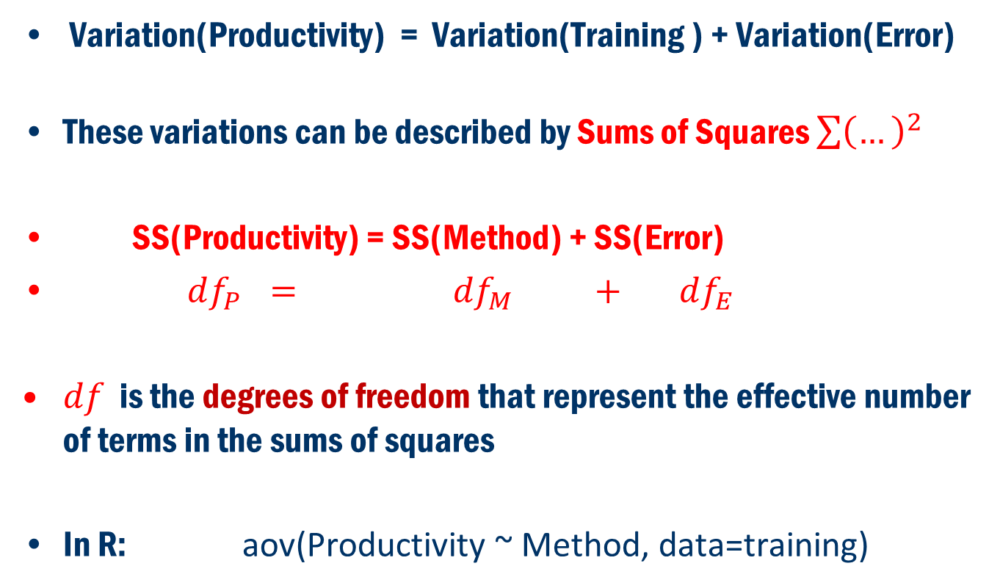 • Variation(Productivity) = Variation(Training ) + Variation(Error)
• These variations can be described by Sums of Squares ∑(… )²
• SS(Productivity) = SS(Method) + SS(Error)
• 𝑑𝑓_𝑃 = 𝑑𝑓_𝑀 + 𝑑𝑓_𝐸
• 𝑑𝑓 is the degrees of freedom that represent the effective number
of terms in the sums of squares
• In R: aov(Productivity ~ Method, data=training)